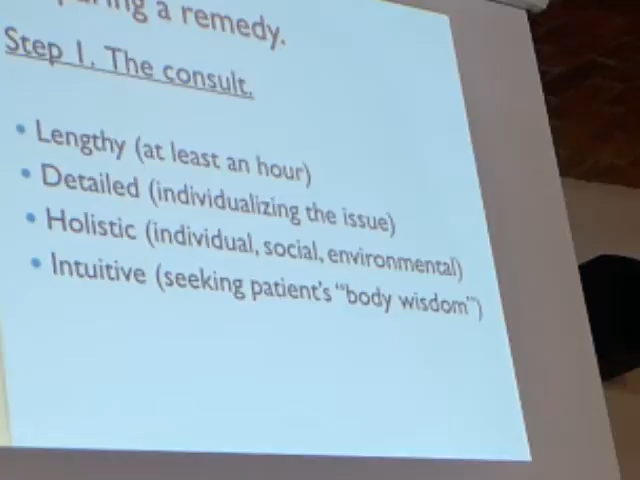 a remedy.
Step 1. The consult.
• Lengthy (at least an hour)
• Detailed (individualizing the issue)
• Holistic (individual, social, environmental)
• Intuitive (seeking patient's "body wisdom")